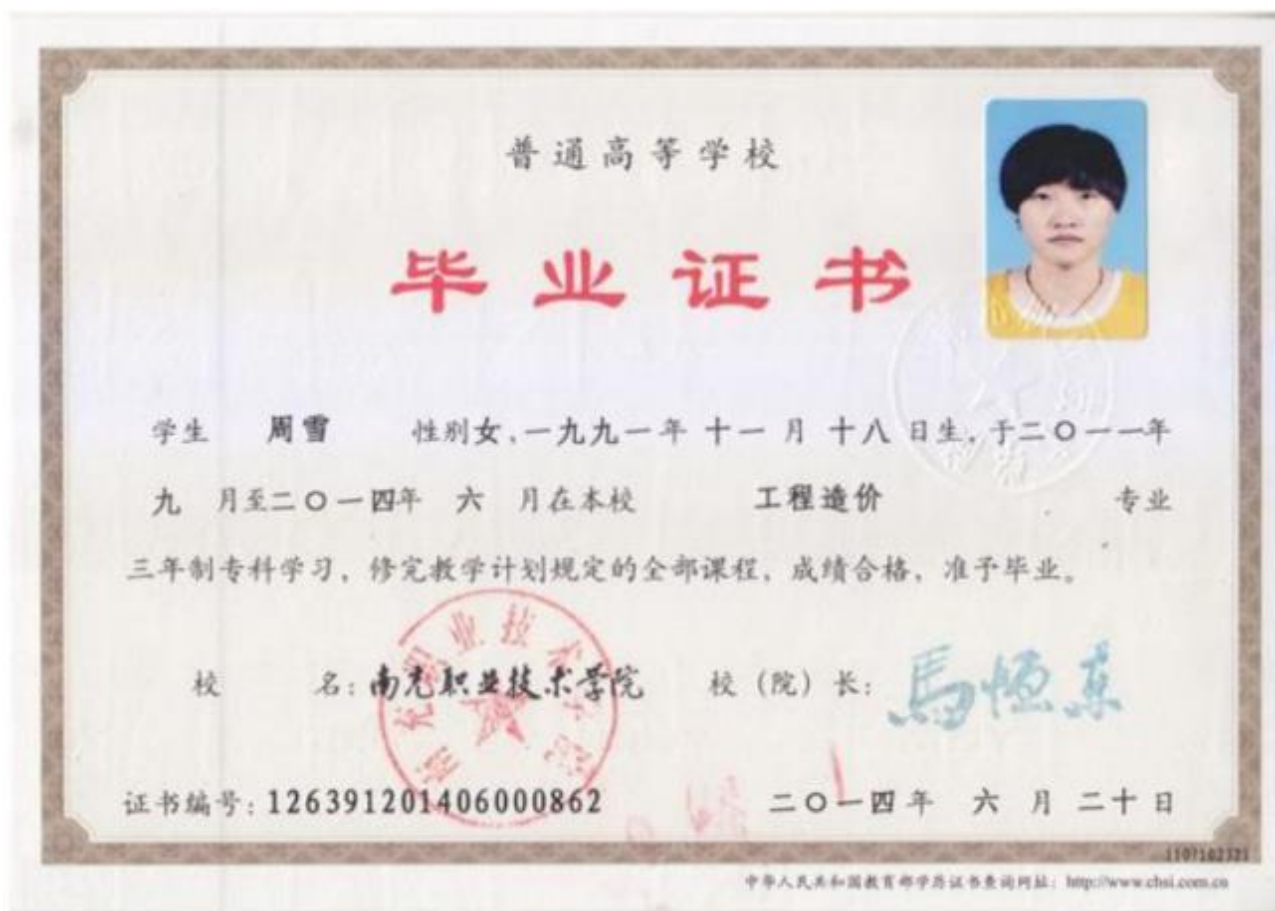 普通高等学校
毕业证书
学生 周雪 性别女,一九九一年 十一 月 十八 日生,于二〇一一年
九 月至二〇一四年 六 月在本校 工程造价 专业
三年制专科学习,修完教学计划规定的全部课程,成绩合格,准予毕业。
校 名:南充职业技术学院 校(院)长:馬恒东
证书编号:126391201406000862 二〇一四年 六 月 二十 日
中华人民共和国教育部学历证书查询网址:http://www.chsi.com.cn